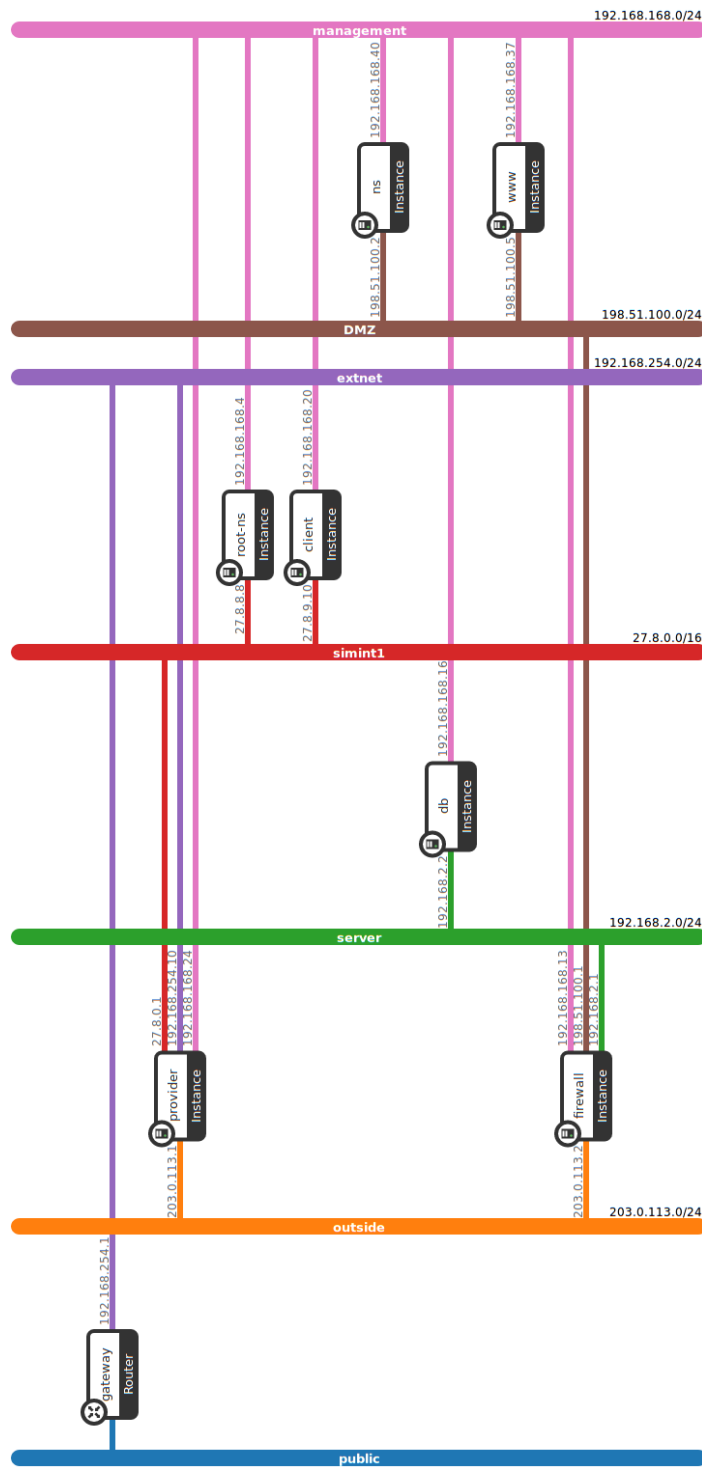 192.168.168.0/24
management
192.168.168.40
192.168.168.37
ns
Instance
www
Instance
198.51.100.2
198.51.100.5
198.51.100.0/24
DMZ
192.168.254.0/24
extnet
192.168.168.4
192.168.168.20
root-ns
Instance
client
Instance
27.8.8.8
27.8.9.10
27.8.0.0/16
simint1
192.168.168.16
db
Instance
192.168.2.2
192.168.2.0/24
server
27.8.0.1
192.168.254.10
192.168.168.24
192.168.168.13
198.51.100.1
192.168.2.1
provider
Instance
firewall
Instance
203.0.113.1
203.0.113.2
203.0.113.0/24
outside
192.168.254.1
gateway
Router
public